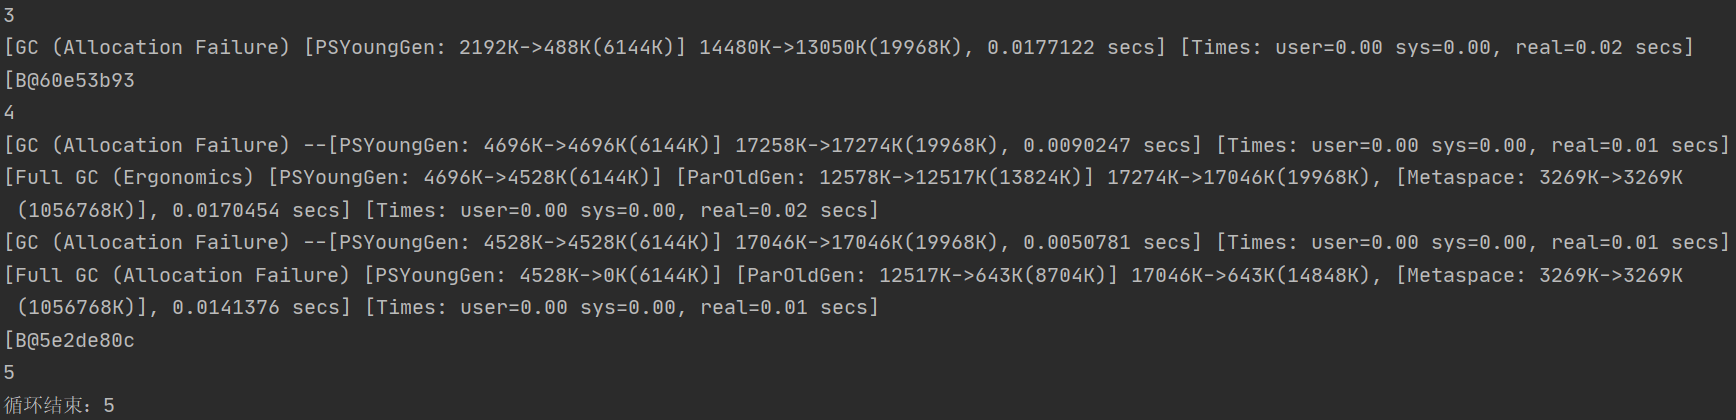 3
[GC (Allocation Failure) [PSYoungGen: 2192K->488K(6144K)] 14480K->13050K(19968K), 0.0177122 secs] [Times: user=0.00 sys=0.00, real=0.02 secs]
[B@60e53b93
4
[GC (Allocation Failure) --[PSYoungGen: 4696K->4696K(6144K)] 17258K->17274K(19968K), 0.0090247 secs] [Times: user=0.00 sys=0.00, real=0.01 secs]
[Full GC (Ergonomics) [PSYoungGen: 4696K->4528K(6144K)] [ParOldGen: 12578K->12517K(13824K)] 17274K->17046K(19968K), [Metaspace: 3269K->3269K
(1056768K)], 0.0170454 secs] [Times: user=0.00 sys=0.00, real=0.02 secs]
[GC (Allocation Failure) --[PSYoungGen: 4528K->4528K(6144K)] 17046K->17046K(19968K), 0.0050781 secs] [Times: user=0.00 sys=0.00, real=0.01 secs]
[Full GC (Allocation Failure) [PSYoungGen: 4528K->0K(6144K)] [ParOldGen: 12517K->643K(8704K)] 17046K->643K(14848K), [Metaspace: 3269K->3269K
(1056768K)], 0.0141376 secs] [Times: user=0.00 sys=0.00, real=0.01 secs]
[B@5e2de80c
5
循环结束：5